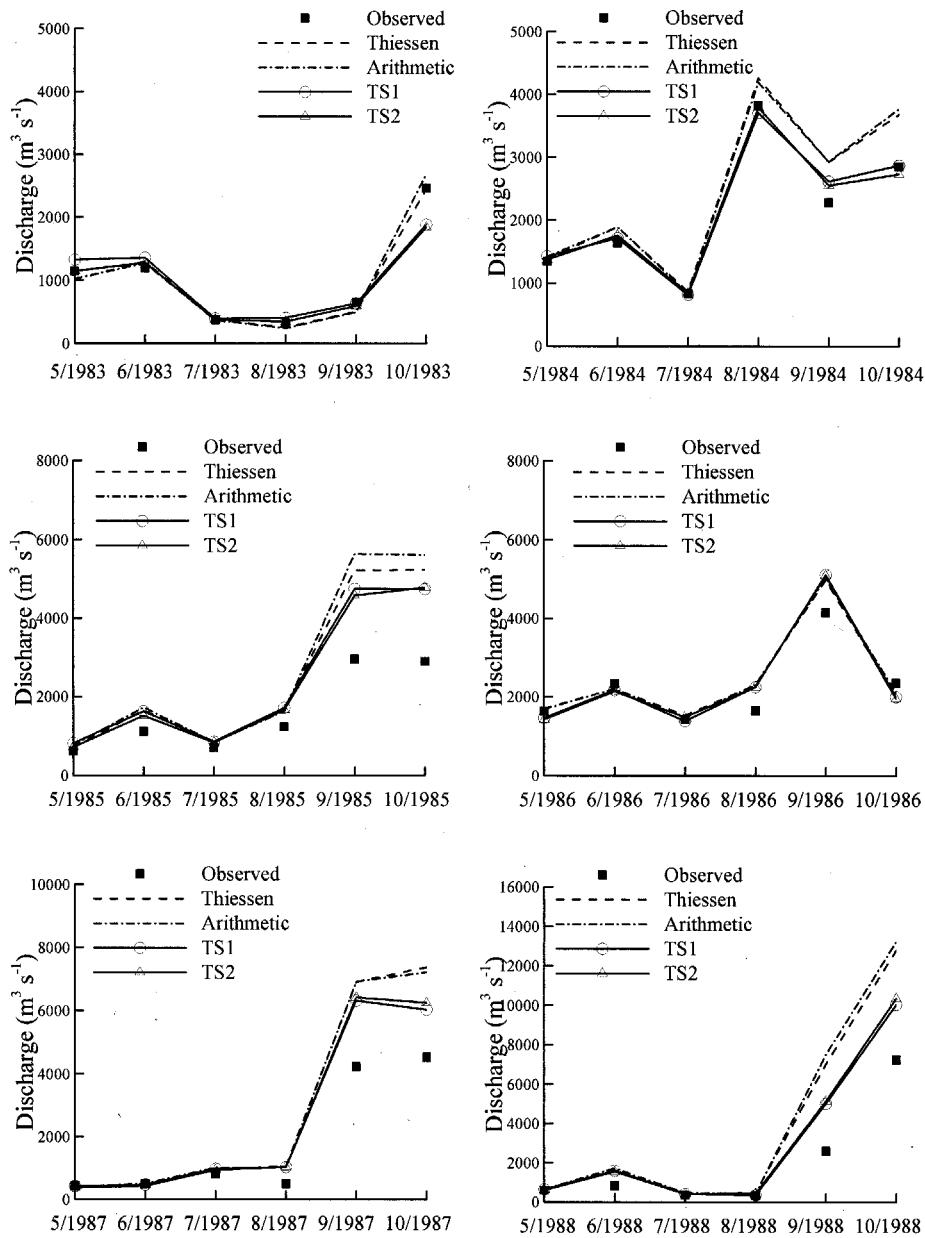 Observed
Thiessen
Arithmetic
TS1
TS2
Discharge (m³ s⁻¹)
5000
4000
3000
2000
1000
0
5/1983 6/1983 7/1983 8/1983 9/1983 10/1983
Observed
Thiessen
Arithmetic
TS1
TS2
Discharge (m³ s⁻¹)
5000
4000
3000
2000
1000
0
5/1984 6/1984 7/1984 8/1984 9/1984 10/1984
Observed
Thiessen
Arithmetic
TS1
TS2
Discharge (m³ s⁻¹)
8000
6000
4000
2000
0
5/1985 6/1985 7/1985 8/1985 9/1985 10/1985
Observed
Thiessen
Arithmetic
TS1
TS2
Discharge (m³ s⁻¹)
8000
6000
4000
2000
0
5/1986 6/1986 7/1986 8/1986 9/1986 10/1986
Observed
Thiessen
Arithmetic
TS1
TS2
Discharge (m³ s⁻¹)
10000
8000
6000
4000
2000
0
5/1987 6/1987 7/1987 8/1987 9/1987 10/1987
Observed
Thiessen
Arithmetic
TS1
TS2
Discharge (m³ s⁻¹)
16000
14000
12000
10000
8000
6000
4000
2000
0
5/1988 6/1988 7/1988 8/1988 9/1988 10/1988